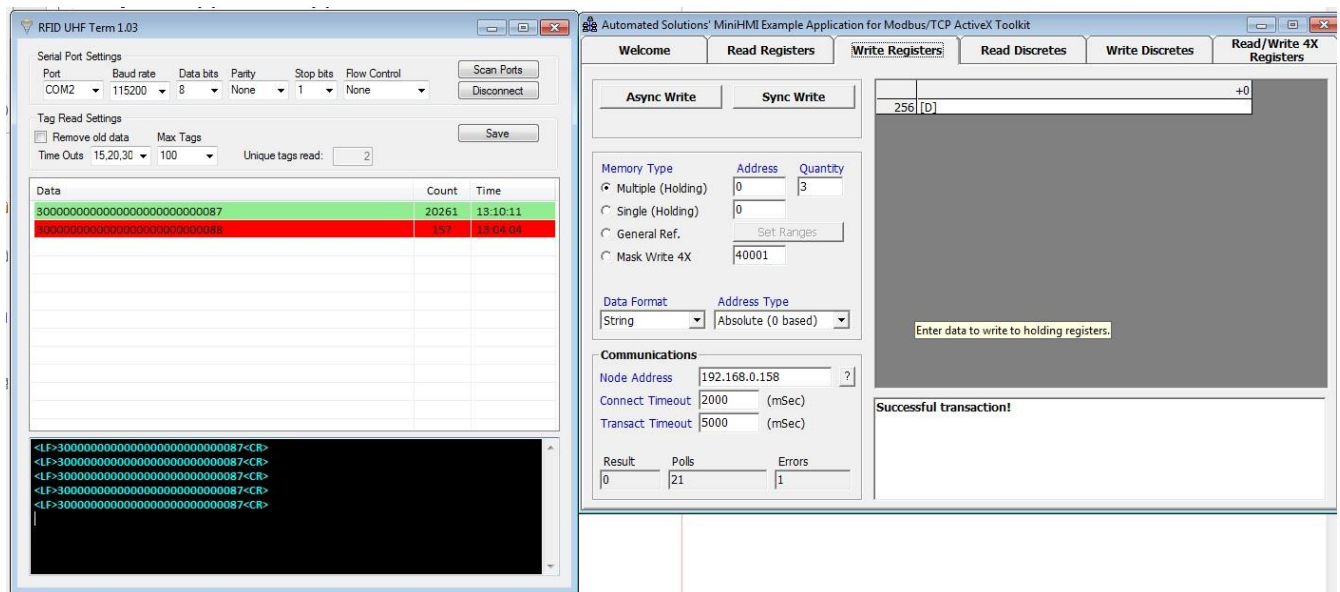 RFID UHF Term 1.03
Serial Port Settings
Port Baud rate Data bits Parity Stop bits Flow Control
COM2 115200 8 None 1 None
Scan Ports
Disconnect
Tag Read Settings
Remove old data Max Tags
Time Outs 15,20,30 100 Unique tags read: 2
Save
Data Count Time
300000000000000000000000087 20261 13:10:11
300000000000000000000000088 157 13:04:04
<LF>300000000000000000000000087<CR>
<LF>300000000000000000000000087<CR>
<LF>300000000000000000000000087<CR>
<LF>300000000000000000000000087<CR>
<LF>300000000000000000000000087<CR>
Automated Solutions' MiniHMI Example Application for Modbus/TCP ActiveX Toolkit
Welcome Read Registers Write Registers Read Discretes Write Discretes Read/Write 4X
Registers
Async Write Sync Write
Memory Type Address Quantity
Multiple (Holding) 0 3
Single (Holding) 0
General Ref. Set Ranges
Mask Write 4X 40001
Data Format Address Type
String Absolute (0 based)
Communications
Node Address 192.168.0.158 ?
Connect Timeout 2000 (mSec)
Transact Timeout 5000 (mSec)
Result Polls Errors
0 21 1
+0
256 [D]
Enter data to write to holding registers.
Successful transaction!